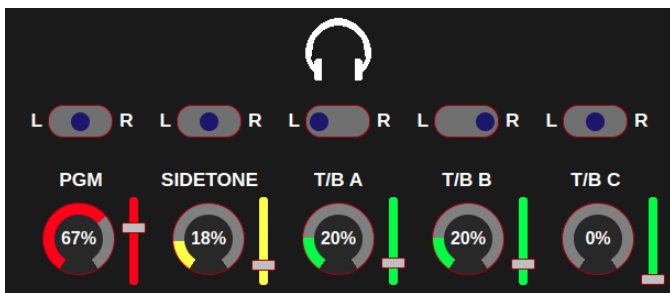 L R L R L R L R L R
PGM SIDETONE T/B A T/B B T/B C
67% 18% 20% 20% 0%